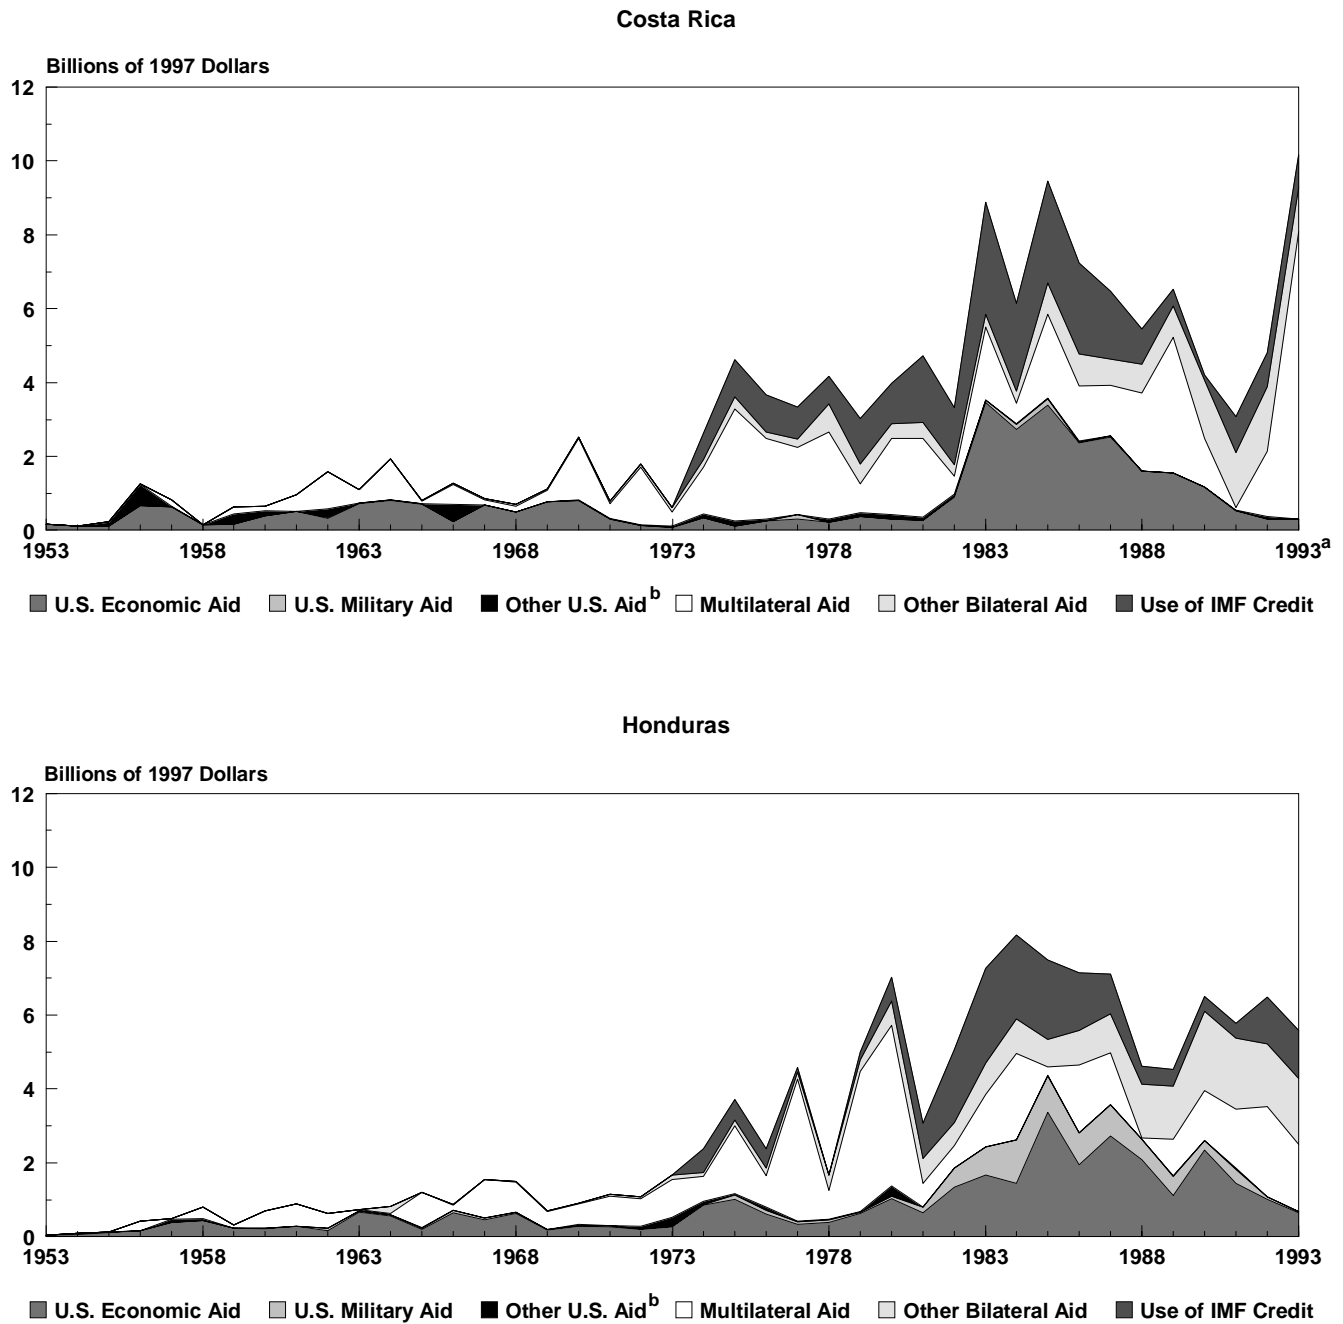 Costa Rica
Billions of 1997 Dollars
12
10
8
6
4
2
0
1953 1958 1963 1968 1973 1978 1983 1988 1993a
U.S. Economic Aid U.S. Military Aid Other U.S. Aidb Multilateral Aid Other Bilateral Aid Use of IMF Credit
Honduras
Billions of 1997 Dollars
12
10
8
6
4
2
0
1953 1958 1963 1968 1973 1978 1983 1988 1993
U.S. Economic Aid U.S. Military Aid Other U.S. Aidb Multilateral Aid Other Bilateral Aid Use of IMF Credit